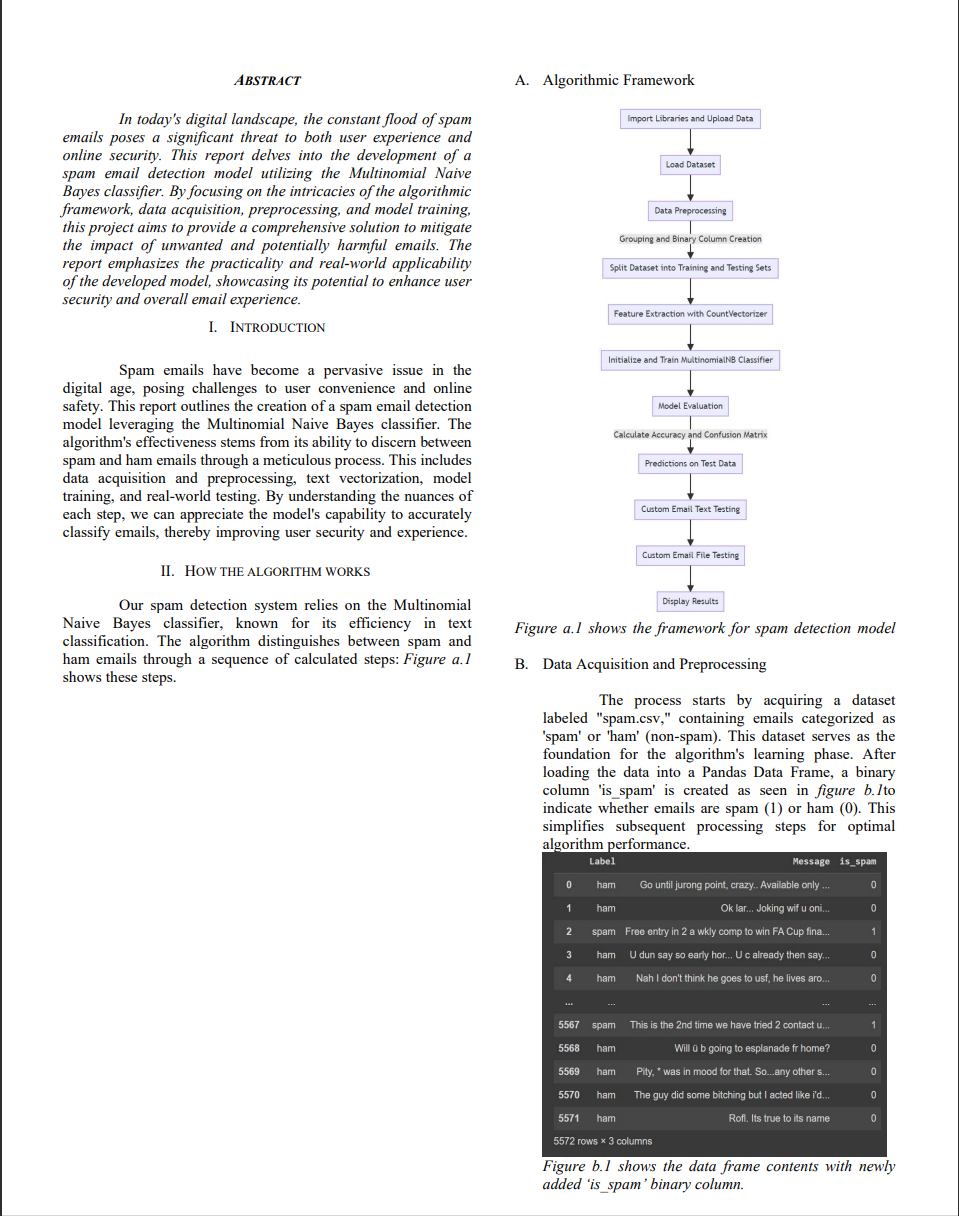 ABSTRACT
In today's digital landscape, the constant flood of spam
emails poses a significant threat to both user experience and
online security. This report delves into the development of a
spam email detection model utilizing the Multinomial Naive
Bayes classifier. By focusing on the intricacies of the algorithmic
framework, data acquisition, preprocessing, and model training,
this project aims to provide a comprehensive solution to mitigate
the impact of unwanted and potentially harmful emails. The
report emphasizes the practicality and real-world applicability
of the developed model, showcasing its potential to enhance user
security and overall email experience.
I. INTRODUCTION
Spam emails have become a pervasive issue in the
digital age, posing challenges to user convenience and online
safety. This report outlines the creation of a spam email detection
model leveraging the Multinomial Naive Bayes classifier. The
algorithm's effectiveness stems from its ability to discern between
spam and ham emails through a meticulous process. This includes
data acquisition and preprocessing, text vectorization, model
training, and real-world testing. By understanding the nuances of
each step, we can appreciate the model's capability to accurately
classify emails, thereby improving user security and experience.
II. HOW THE ALGORITHM WORKS
Our spam detection system relies on the Multinomial
Naive Bayes classifier, known for its efficiency in text
classification. The algorithm distinguishes between spam and
ham emails through a sequence of calculated steps: Figure a.1
shows these steps.
A. Algorithmic Framework
Import Libraries and Upload Data
Load Dataset
Data Preprocessing
Grouping and Binary Column Creation
Split Dataset into Training and Testing Sets
Feature Extraction with CountVectorizer
Initialize and Train MultinomialNB Classifier
Model Evaluation
Calculate Accuracy and Confusion Matrix
Predictions on Test Data
Custom Email Text Testing
Custom Email File Testing
Display Results
Figure a.1 shows the framework for spam detection model
B. Data Acquisition and Preprocessing
The process starts by acquiring a dataset
labeled "spam.csv," containing emails categorized as
'spam' or 'ham' (non-spam). This dataset serves as the
foundation for the algorithm's learning phase. After
loading the data into a Pandas Data Frame, a binary
column 'is_spam' is created as seen in figure b.1to
indicate whether emails are spam (1) or ham (0). This
simplifies subsequent processing steps for optimal
algorithm performance.
Label Message is_spam
0 ham Go until jurong point, crazy.. Available only ... 0
1 ham Ok lar... Joking wif u oni... 0
2 spam Free entry in 2 a wkly comp to win FA Cup fina... 1
3 ham U dun say so early hor... U c already then say... 0
4 ham Nah I don't think he goes to usf, he lives aro... 0
... ... ... ...
5567 spam This is the 2nd time we have tried 2 contact u... 1
5568 ham Will ü b going to esplanade fr home? 0
5569 ham Pity, * was in mood for that. So...any other s... 0
5570 ham The guy did some bitching but I acted like i'd... 0
5571 ham Rofl. Its true to its name 0
5572 rows × 3 columns
Figure b.1 shows the data frame contents with newly
added ‘is_spam’ binary column.